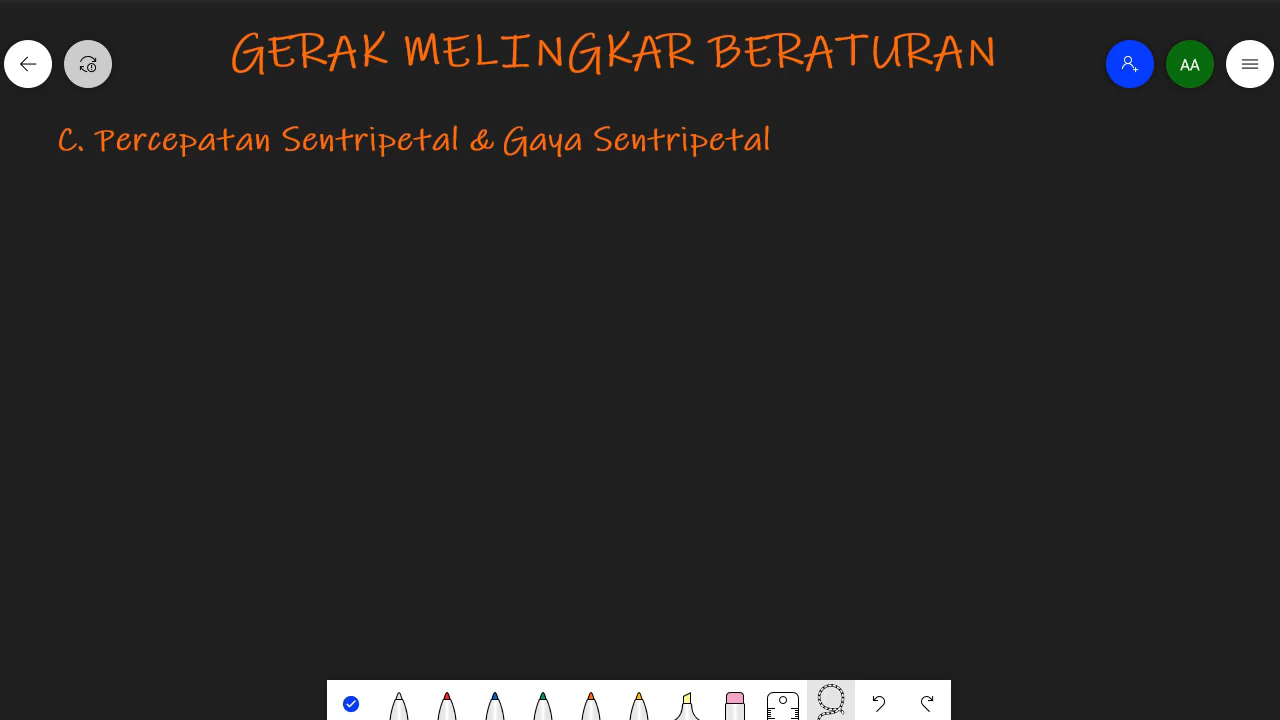 GERAK MELINGKAR BERATURAN
AA
C. Percepatan Sentripetal & Gaya Sentripetal